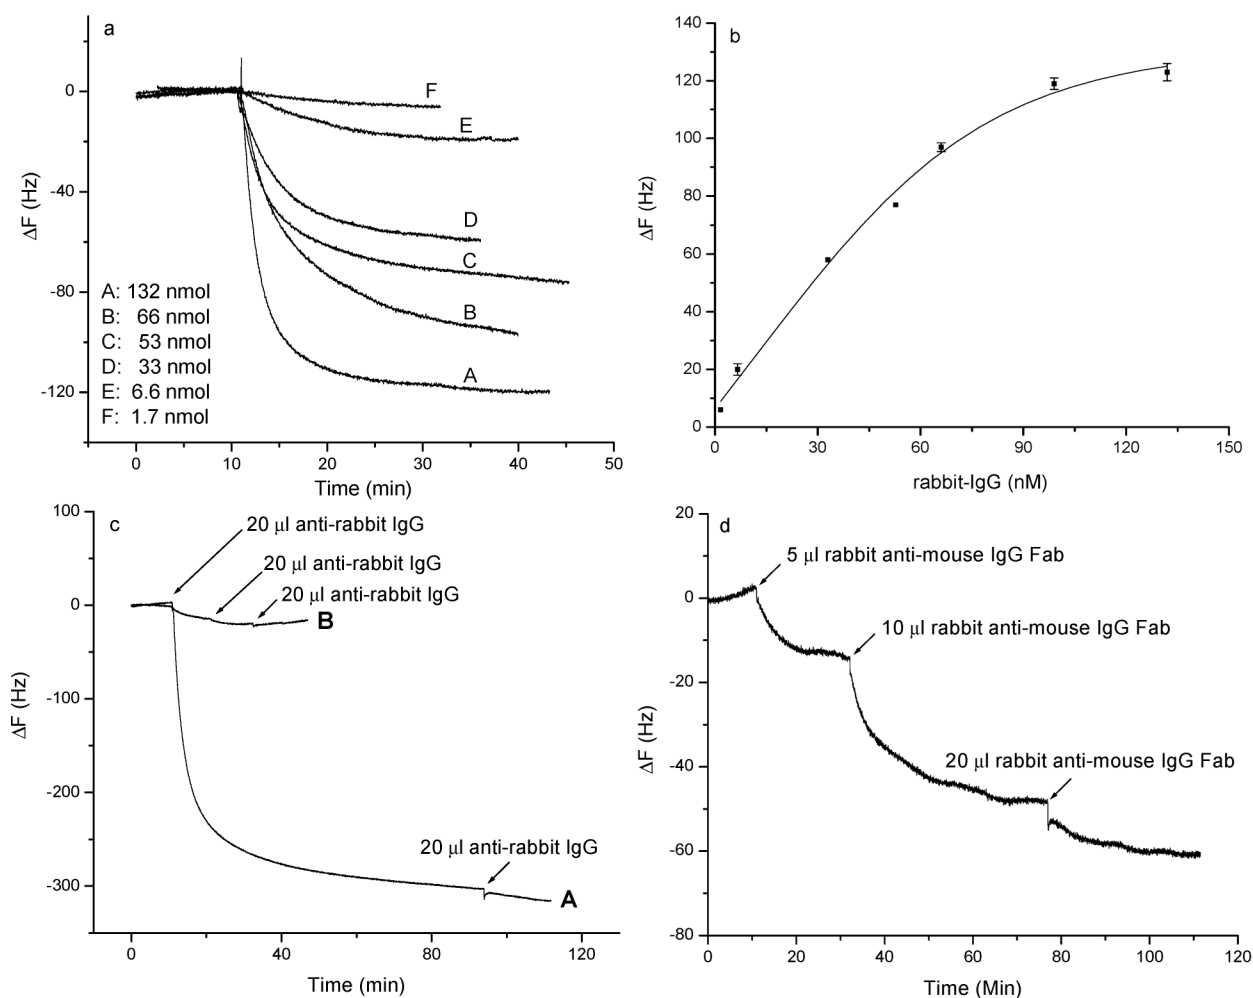 a
0
-40
-80
-120
ΔF (Hz)
F
E
D
C
B
A
A: 132 nmol
B: 66 nmol
C: 53 nmol
D: 33 nmol
E: 6.6 nmol
F: 1.7 nmol
0 10 20 30 40 50
Time (min)
b
140
120
100
80
60
40
20
0
ΔF (Hz)
0 30 60 90 120 150
rabbit-IgG (nM)
c
100
0
-100
-200
-300
ΔF (Hz)
20 μl anti-rabbit IgG
20 μl anti-rabbit IgG
20 μl anti-rabbit IgG
B
20 μl anti-rabbit IgG
A
0 40 80 120
Time (min)
d
20
0
-20
-40
-60
-80
ΔF (Hz)
5 μl rabbit anti-mouse IgG Fab
10 μl rabbit anti-mouse IgG Fab
20 μl rabbit anti-mouse IgG Fab
0 20 40 60 80 100 120
Time (Min)